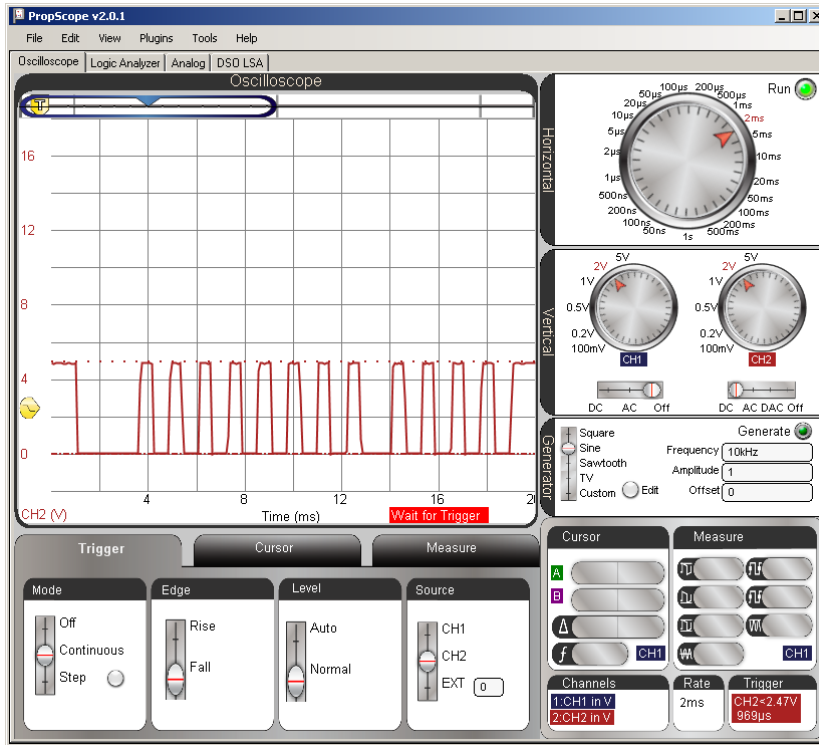 PropScope v2.0.1
File Edit View Plugins Tools Help
Oscilloscope Logic Analyzer Analog DSO LSA
Oscilloscope
T
16
12
8
4
0
4 8 12 16 20
CH2 (V)
Time (ms)
Wait for Trigger
Horizontal
Run
50ns
100ns
200ns
500ns
1µs
2µs
5µs
10µs
20µs
50µs
100µs
200µs
500µs
1ms
2ms
5ms
10ms
20ms
50ms
100ms
200ms
500ms
1s
Vertical
5V
2V
1V
0.5V
0.2V
100mV
CH1
DC AC Off
5V
2V
1V
0.5V
0.2V
100mV
CH2
DC AC DAC Off
Generator
Square
Sine
Sawtooth
TV
Custom
Edit
Generate
Frequency 10kHz
Amplitude 1
Offset 0
Trigger Cursor Measure
Mode
Off
Continuous
Step
Edge
Rise
Fall
Level
Auto
Normal
Source
CH1
CH2
EXT 0
Cursor
A
B
Δ
f
CH1
Measure
CH1
Channels
1:CH1 in V
2:CH2 in V
Rate
2ms
Trigger
CH2<2.47V
969µs